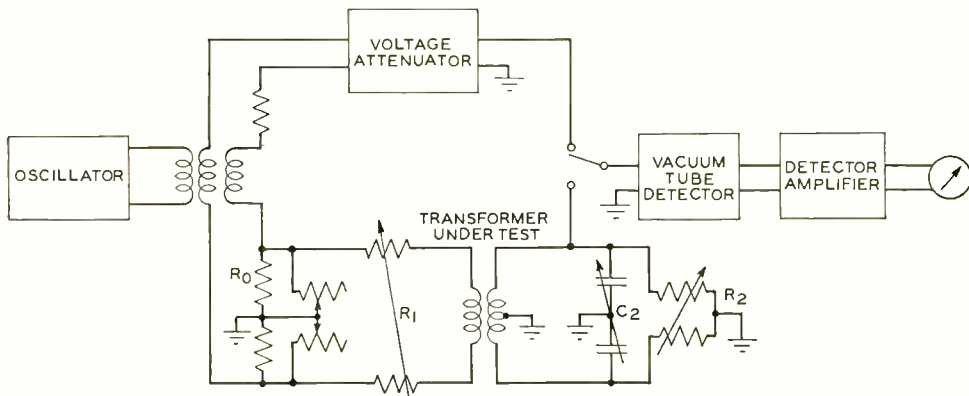 VOLTAGE
ATTENUATOR
OSCILLATOR
VACUUM
TUBE
DETECTOR
DETECTOR
AMPLIFIER
TRANSFORMER
UNDER TEST
R0
R1
C2
R2